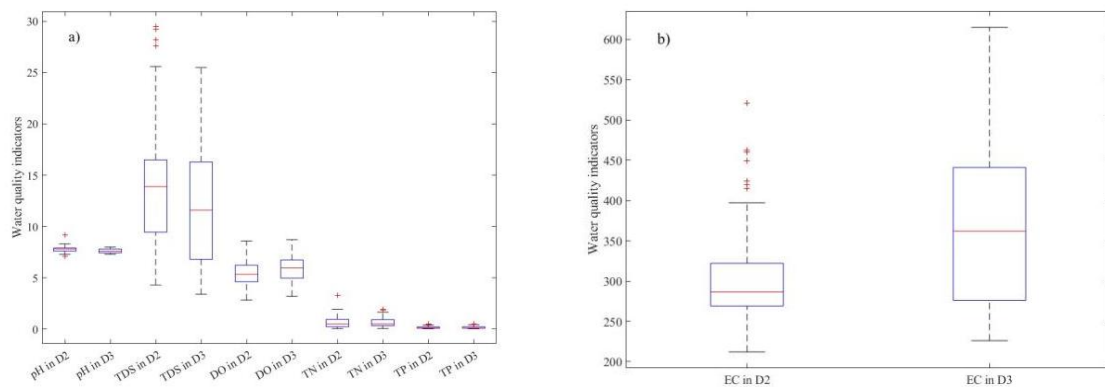 a)
Water quality indicators
30
25
20
15
10
5
0
pH in D2
pH in D3
TDS in D2
TDS in D3
DO in D2
DO in D3
TN in D2
TN in D3
TP in D2
TP in D3
b)
Water quality indicators
600
550
500
450
400
350
300
250
200
EC in D2
EC in D3